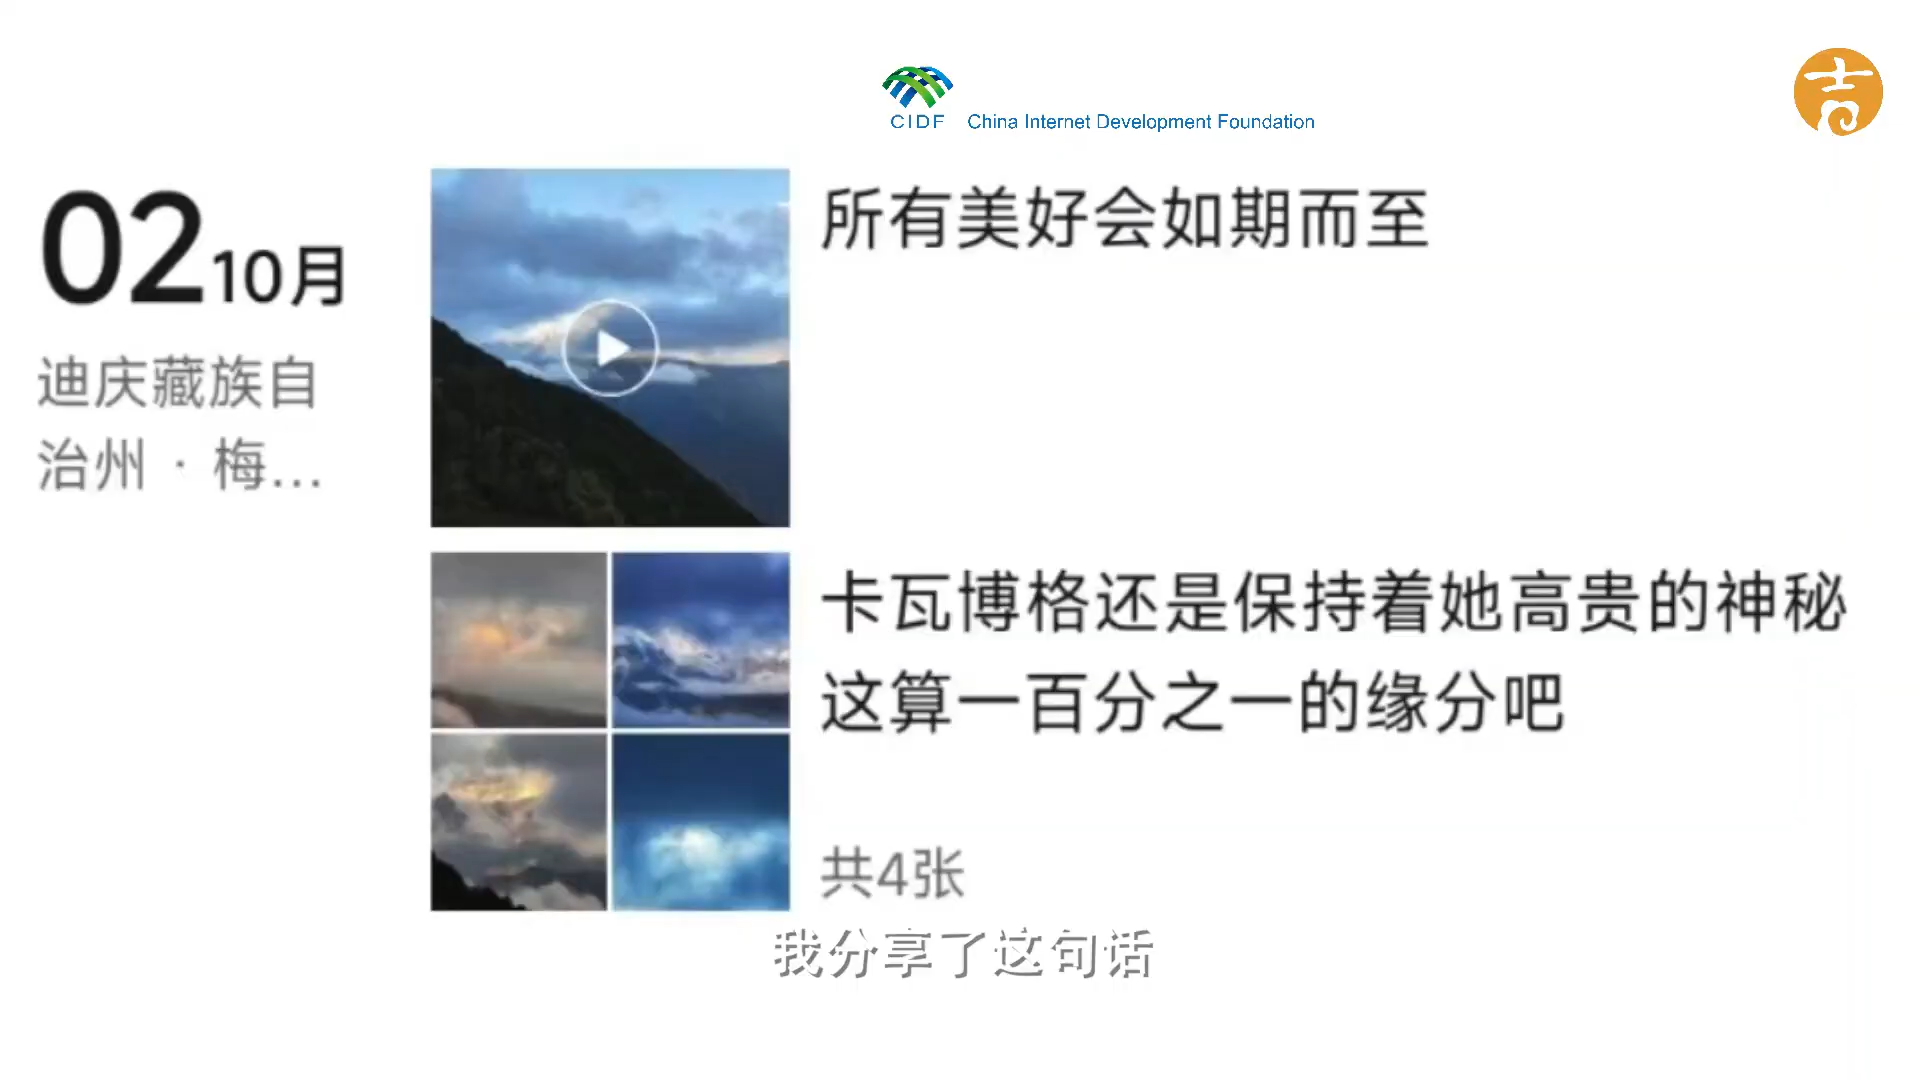 CIDF China Internet Development Foundation
吉
02 10月
迪庆藏族自
治州 · 梅...
所有美好会如期而至
卡瓦博格还是保持着她高贵的神秘
这算一百分之一的缘分吧
共4张
我分享了这句话